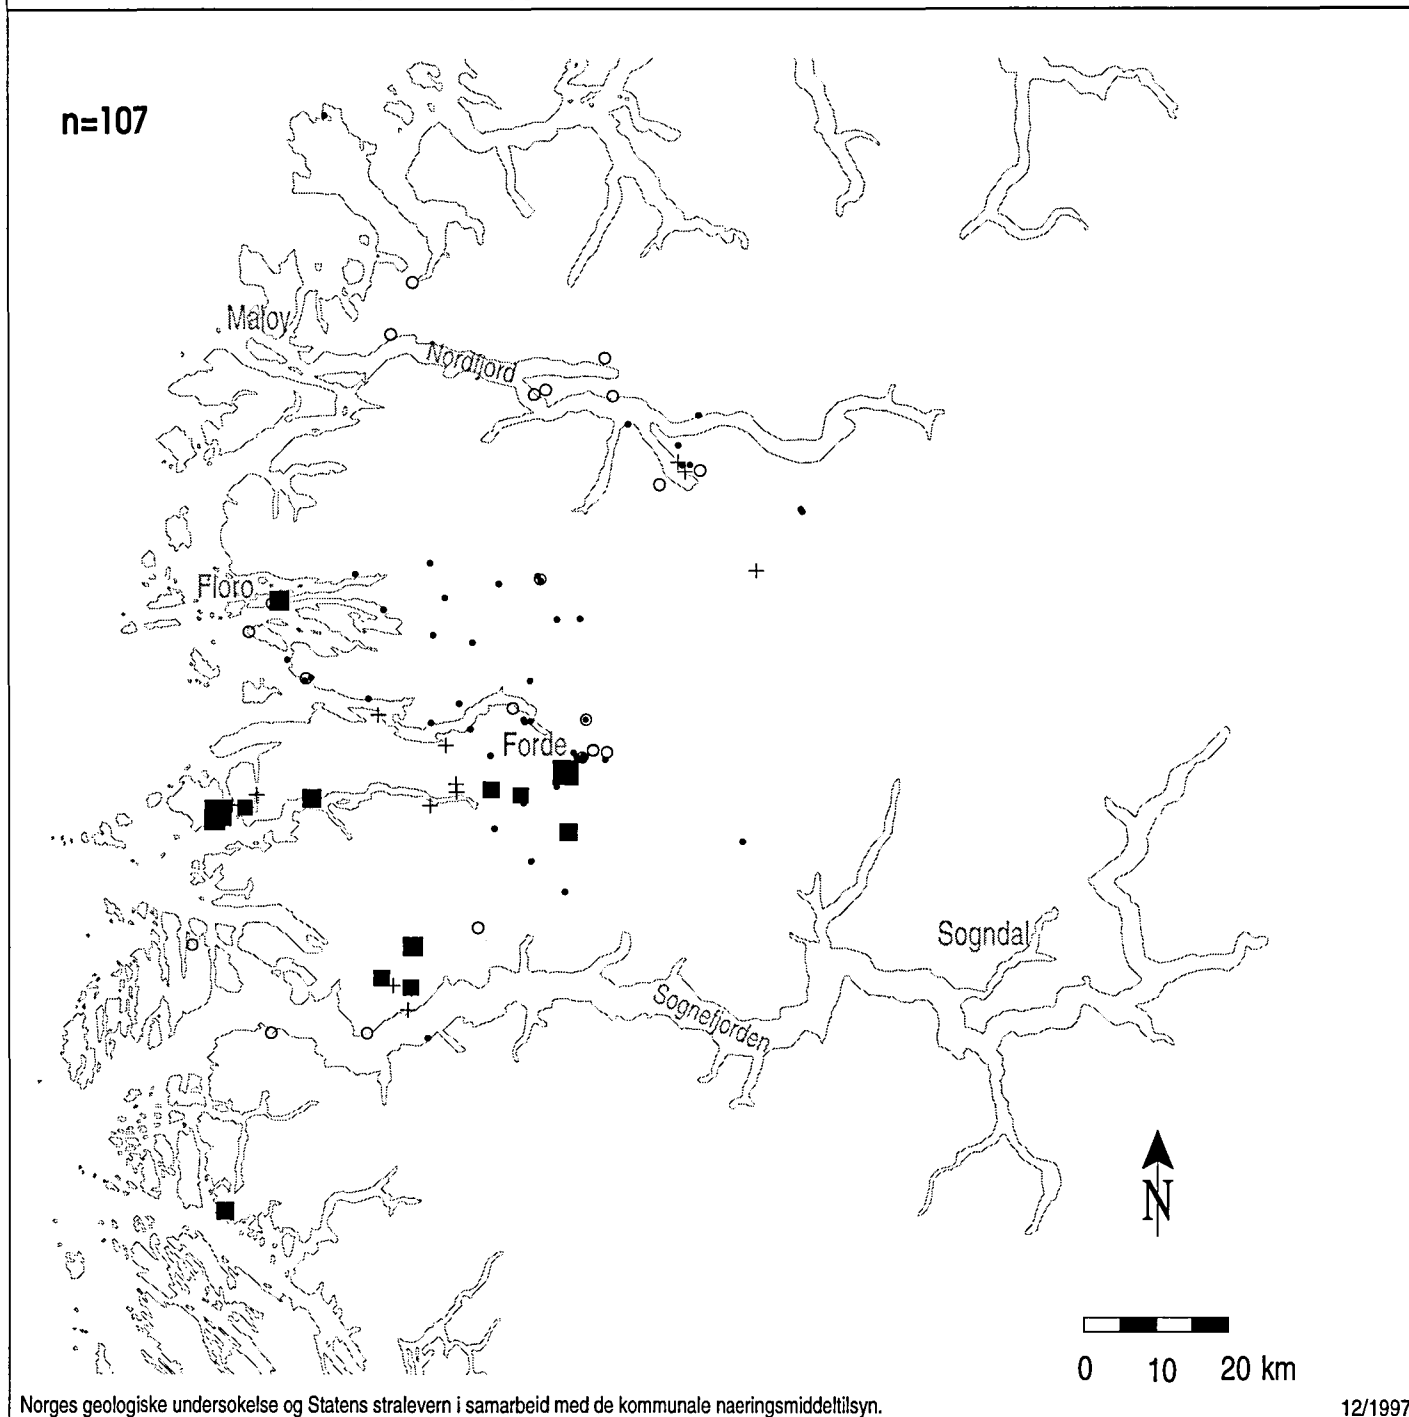 n=107
Maloy
Nordfjord
Floro
Forde
Sogndal
Sognefjorden
N
0 10 20 km
Norges geologiske undersokelse og Statens stralevern i samarbeid med de kommunale naeringsmiddeltilsyn.
12/1997